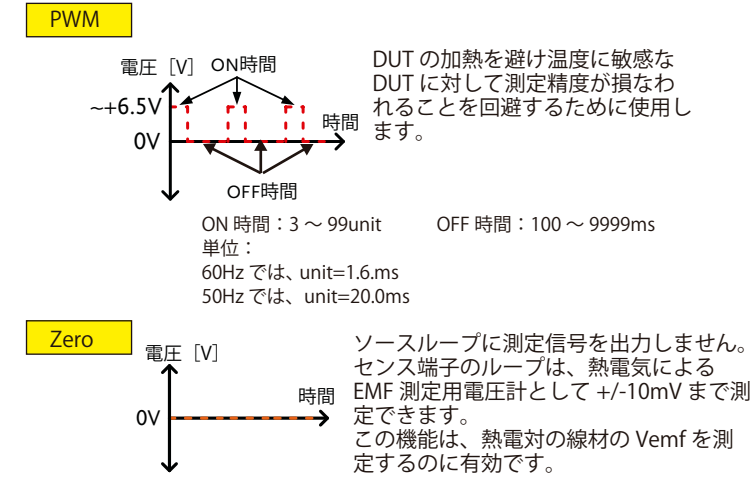 PWM
電圧［V］
ON時間
~+6.5V
時間
0V
OFF時間
DUT の加熱を避け温度に敏感な
DUT に対して測定精度が損なわ
れることを回避するために使用し
ます。
ON 時間：3 ～ 99unit
OFF 時間：100 ～ 9999ms
単位：
60Hz では、unit=1.6.ms
50Hz では、unit=20.0ms
Zero
電圧［V］
時間
0V
ソースループに測定信号を出力しません。
センス端子のループは、熱電気による
EMF 測定用電圧計として +/-10mV まで測
定できます。
この機能は、熱電対の線材の Vemf を測
定するのに有効です。